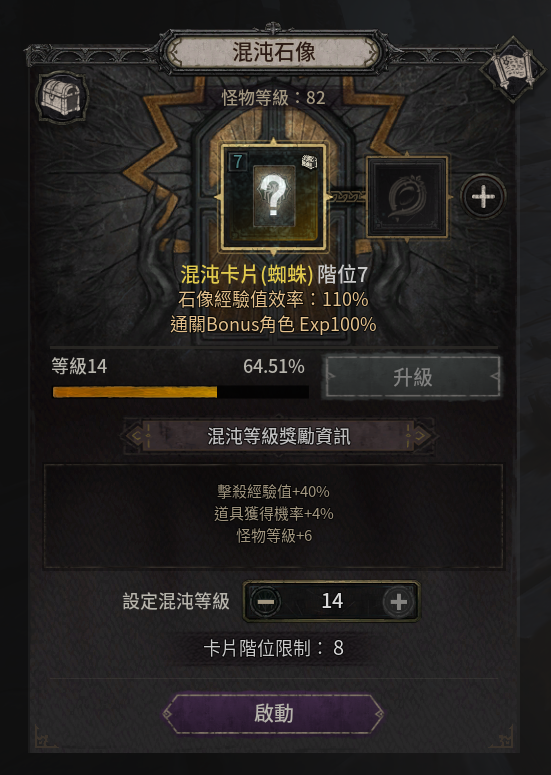 混沌石像
怪物等級：82
7
混沌卡片(蜘蛛) 階位7
石像經驗值效率：110%
通關Bonus角色 Exp100%
等級14
64.51%
升級
混沌等級獎勵資訊
擊殺經驗值+40%
道具獲得機率+4%
怪物等級+6
設定混沌等級
14
卡片階位限制： 8
啟動